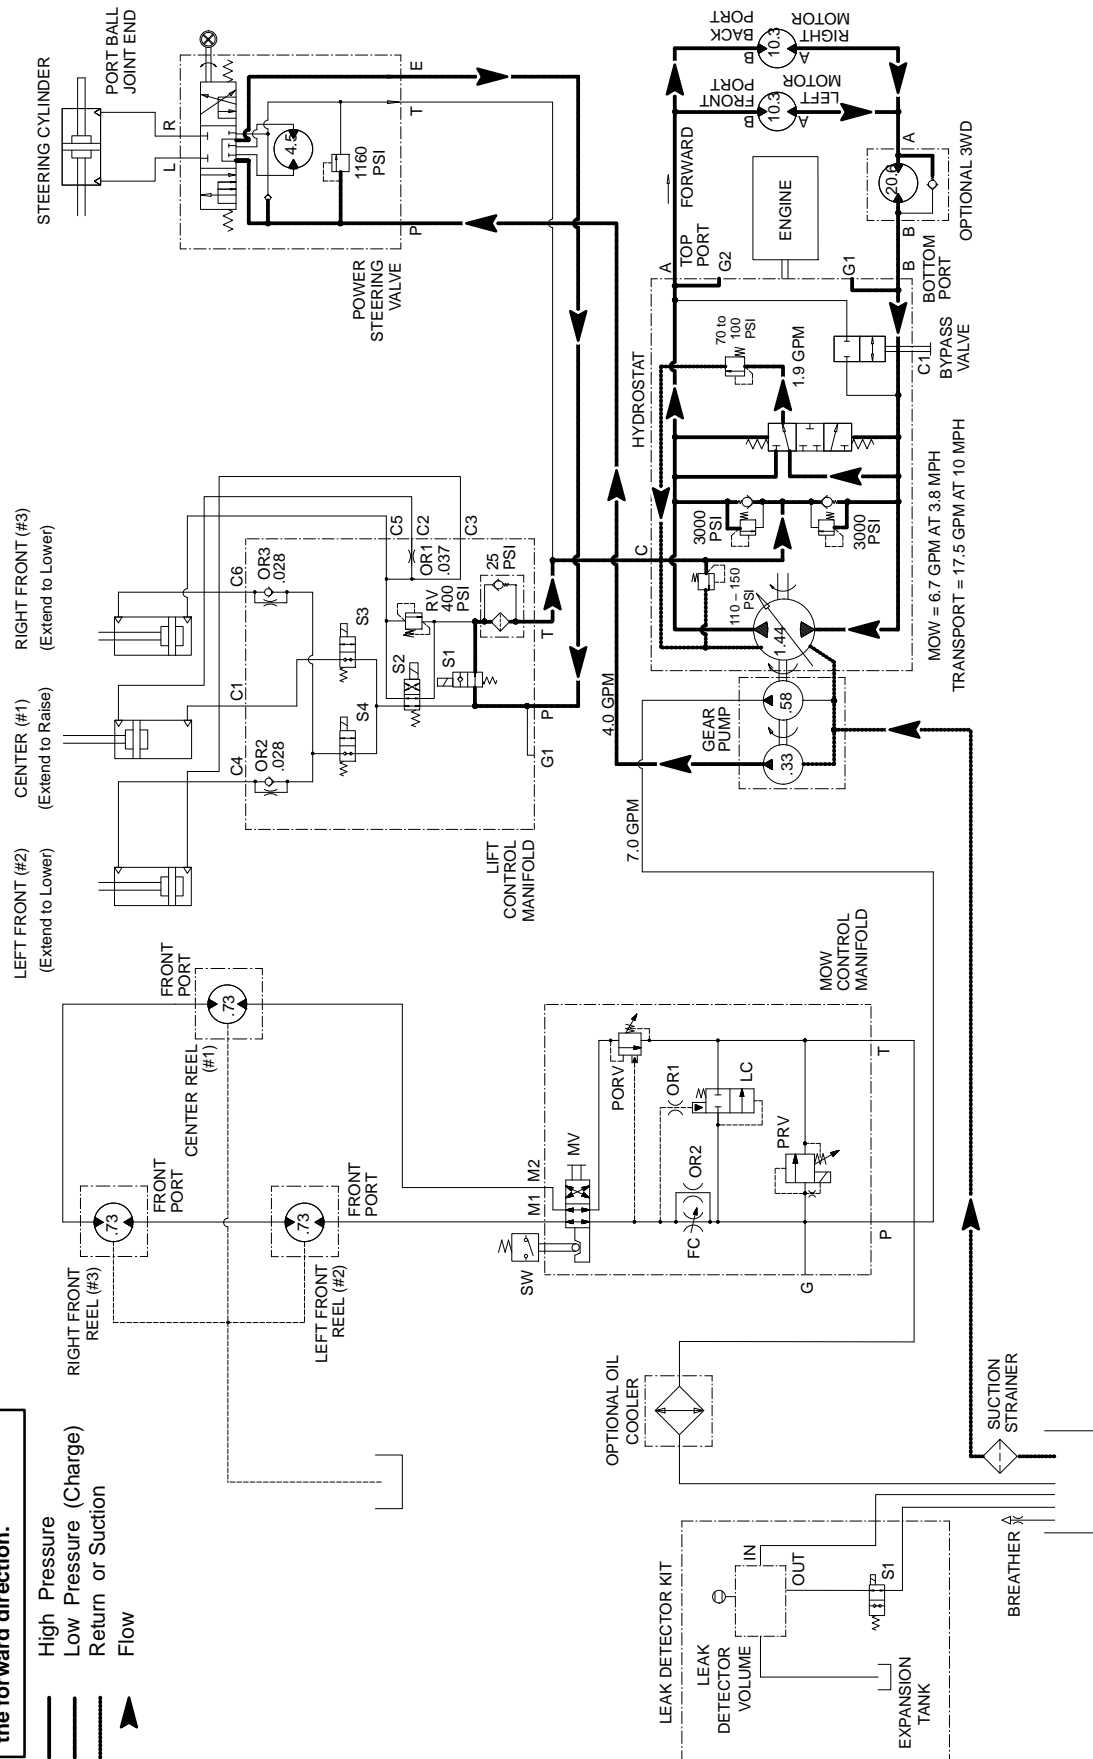 the forward direction.
High Pressure
Low Pressure (Charge)
Return or Suction
Flow
LEFT FRONT (#2)
(Extend to Lower)
CENTER (#1)
(Extend to Raise)
RIGHT FRONT (#3)
(Extend to Lower)
STEERING CYLINDER
PORT BALL
JOINT END
L
R
4.5
1160
PSI
P
T
E
POWER
STEERING
VALVE
C4
OR2
.028
C1
C6
OR3
.028
S4
S3
S2
S1
C5
OR1
.037
C2
C3
RV
400
PSI
25
PSI
G1
P
T
LIFT
CONTROL
MANIFOLD
RIGHT FRONT
REEL (#3)
.73
FRONT
PORT
LEFT FRONT
REEL (#2)
.73
FRONT
PORT
CENTER REEL
(#1)
.73
FRONT
PORT
SW
M1
M2
MV
PORV
OR1
LC
FC
OR2
PRV
G
P
T
MOW
CONTROL
MANIFOLD
7.0 GPM
4.0 GPM
GEAR
PUMP
.33
.58
1.44
110 – 150
PSI
C
HYDROSTAT
3000
PSI
3000
PSI
70 to
100
PSI
1.9 GPM
C1
BYPASS
VALVE
A
TOP
PORT
G2
G1
B
BOTTOM
PORT
ENGINE
FORWARD
FRONT
PORT
B
10.3
A
LEFT
MOTOR
BACK
PORT
B
10.3
A
RIGHT
MOTOR
A
20.6
B
OPTIONAL 3WD
MOW = 6.7 GPM AT 3.8 MPH
TRANSPORT = 17.5 GPM AT 10 MPH
OPTIONAL OIL
COOLER
SUCTION
STRAINER
BREATHER
LEAK DETECTOR KIT
LEAK
DETECTOR
VOLUME
IN
OUT
S1
EXPANSION
TANK